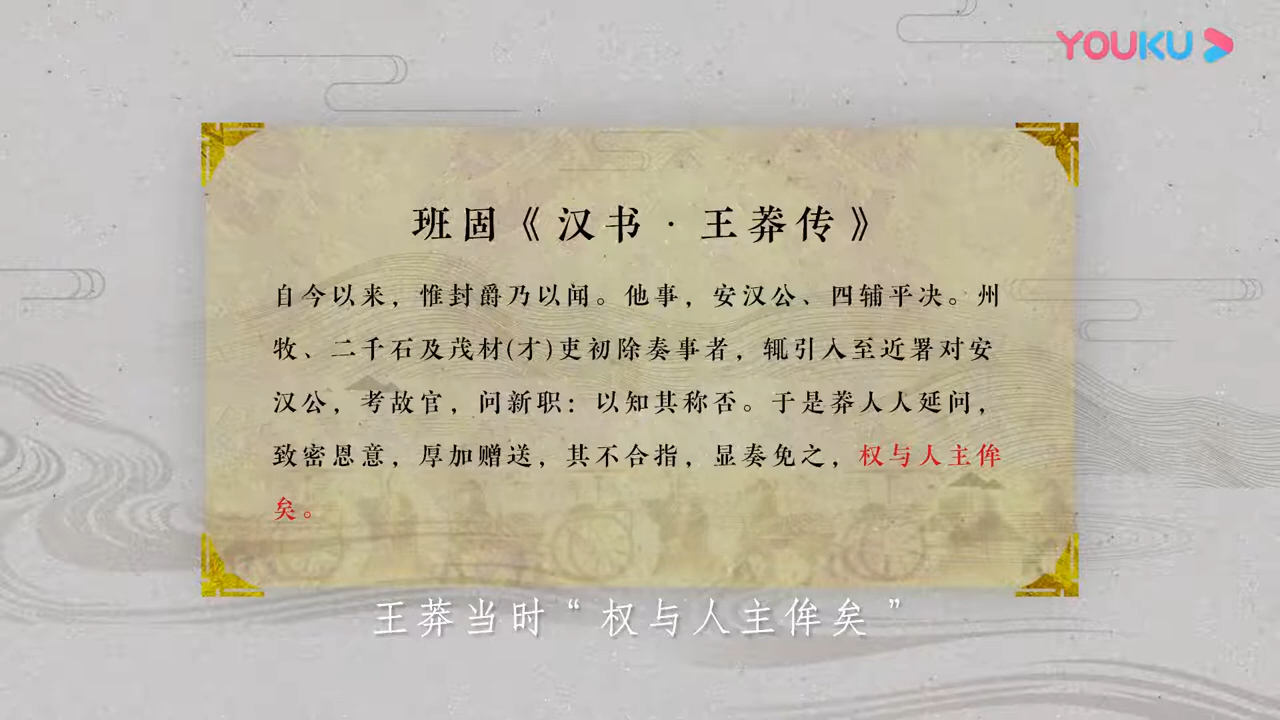 YOUKU
班固《汉书·王莽传》
自今以来，惟封爵乃以闻。他事，安汉公、四辅平决。州
牧、二千石及茂材(才)吏初除奏事者，辄引入至近署对安
汉公，考故官，问新职：以知其称否。于是莽人人延问，
致密恩意，厚加赠送，其不合指，显奏免之，权与人主侔
矣。
王莽当时“权与人主侔矣”